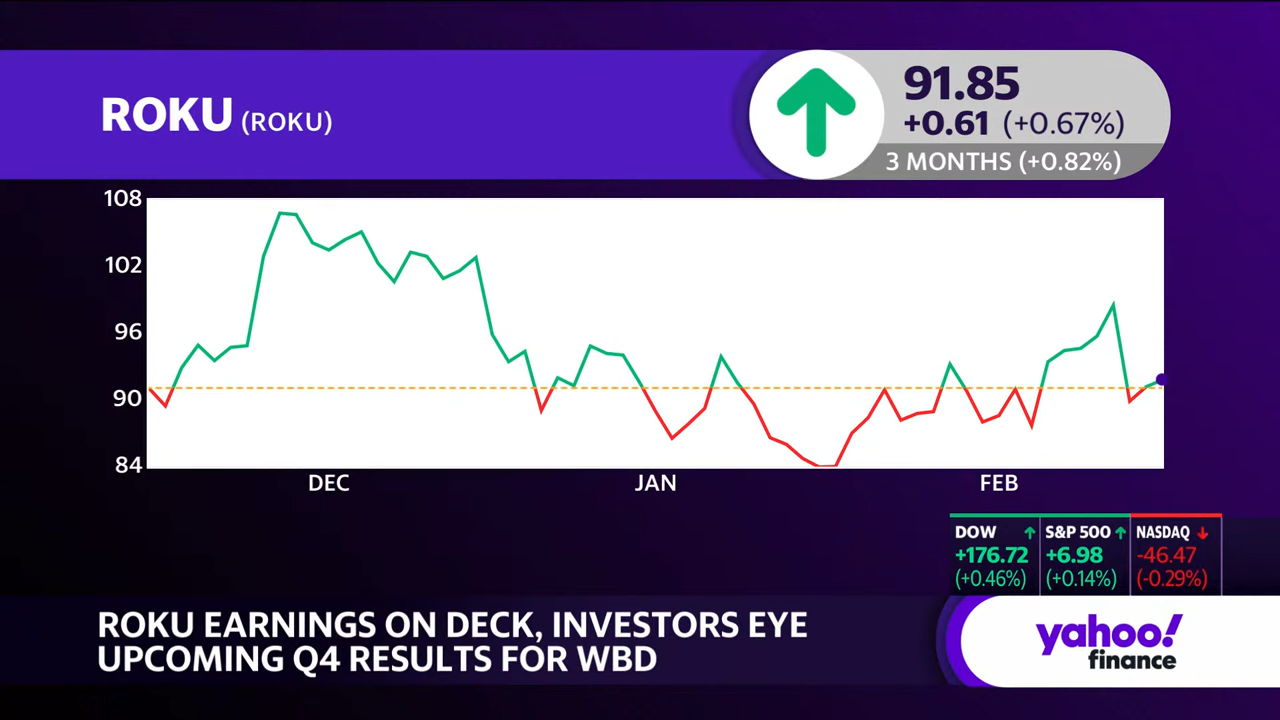 ROKU (ROKU)
91.85
+0.61 (+0.67%)
3 MONTHS (+0.82%)
108
102
96
90
84
DEC JAN FEB
DOW S&P 500 NASDAQ
+176.72 +6.98 -46.47
(+0.46%) (+0.14%) (-0.29%)
ROKU EARNINGS ON DECK, INVESTORS EYE
UPCOMING Q4 RESULTS FOR WBD
yahoo!
finance